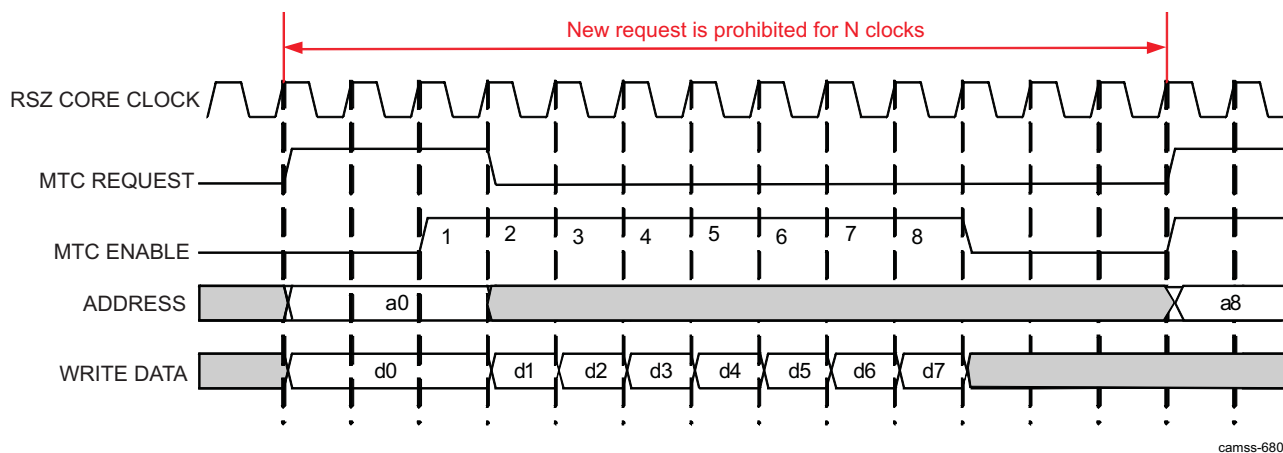 New request is prohibited for N clocks
RSZ CORE CLOCK
MTC REQUEST
MTC ENABLE 1 2 3 4 5 6 7 8
ADDRESS a0 a8
WRITE DATA d0 d1 d2 d3 d4 d5 d6 d7
camss-680